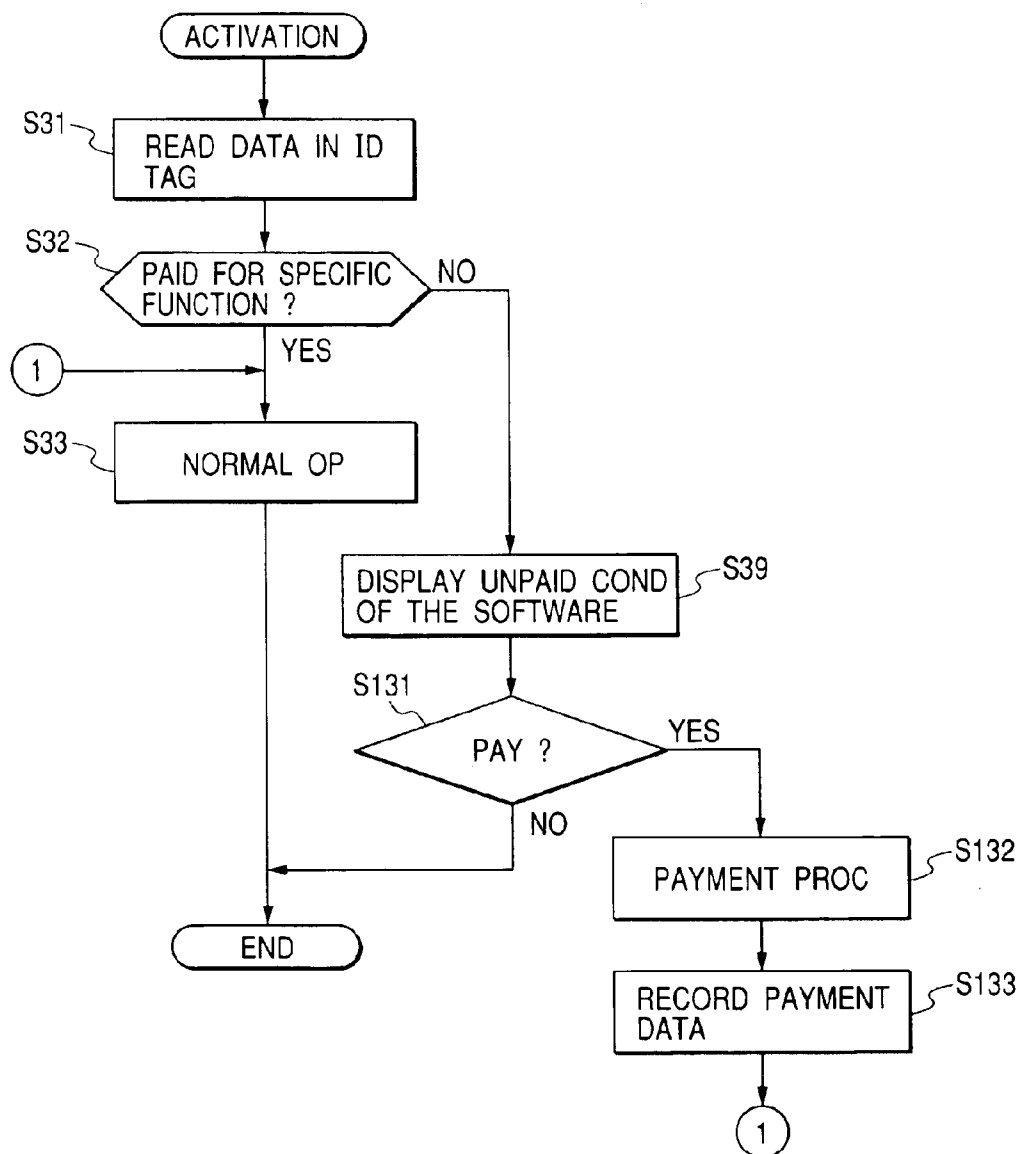 ACTIVATION
S31
READ DATA IN ID
TAG
S32
PAID FOR SPECIFIC
FUNCTION ?
NO
YES
1
S33
NORMAL OP
DISPLAY UNPAID COND
OF THE SOFTWARE
S39
S131
PAY ?
YES
NO
PAYMENT PROC
S132
END
RECORD PAYMENT
DATA
S133
1